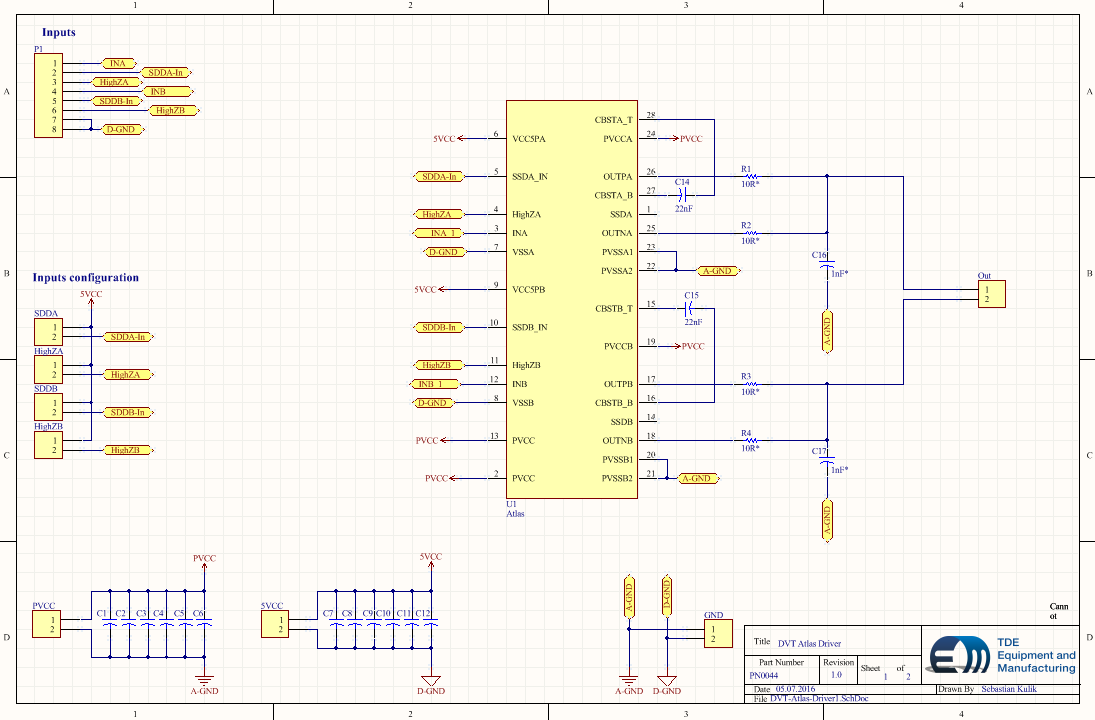 1 2 3 4
A
B
C
D
Inputs
P1
1 INA
2 SDDA-In
3 HighZA
4 INB
5 SDDB-In
6 HighZB
7
8 D-GND
Inputs configuration
5VCC
SDDA
1
2 SDDA-In
HighZA
1
2 HighZA
SDDB
1
2 SDDB-In
HighZB
1
2 HighZB
5VCC 6 VCC5PA
SDDA-In 5 SSDA_IN
HighZA 4 HighZA
INA_1 3 INA
D-GND 7 VSSA
5VCC 9 VCC5PB
SDDB-In 10 SSDB_IN
HighZB 11 HighZB
INB_1 12 INB
D-GND 8 VSSB
PVCC 13 PVCC
PVCC 2 PVCC
CBSTA_T 28
PVCCA 24 PVCC
OUTPA 26
CBSTA_B 27
SSDA 1
OUTNA 25
PVSSA1 23
PVSSA2 22 A-GND
CBSTB_T 15
PVCCB 19 PVCC
OUTPB 17
CBSTB_B 16
SSDB 14
OUTNB 18
PVSSB1 20
PVSSB2 21 A-GND
U1
Atlas
C14
22nF
C15
22nF
R1
10R*
R2
10R*
R3
10R*
R4
10R*
C16
1nF*
A-GND
C17
1nF*
A-GND
Out
1
2
PVCC
PVCC
1
2
C1 C2 C3 C4 C5 C6
A-GND
5VCC
5VCC
1
2
C7 C8 C9 C10 C11 C12
D-GND
A-GND D-GND
GND
1
2
A-GND D-GND
Cann
ot
Title DVT Atlas Driver
Part Number Revision Sheet of
PN0044 1.0 1 2
Date 05.07.2016 Drawn By Sebastian Kulik
File DVT-Atlas-Driver1.SchDoc
TDE
Equipment and
Manufacturing
A
B
C
D
1 2 3 4